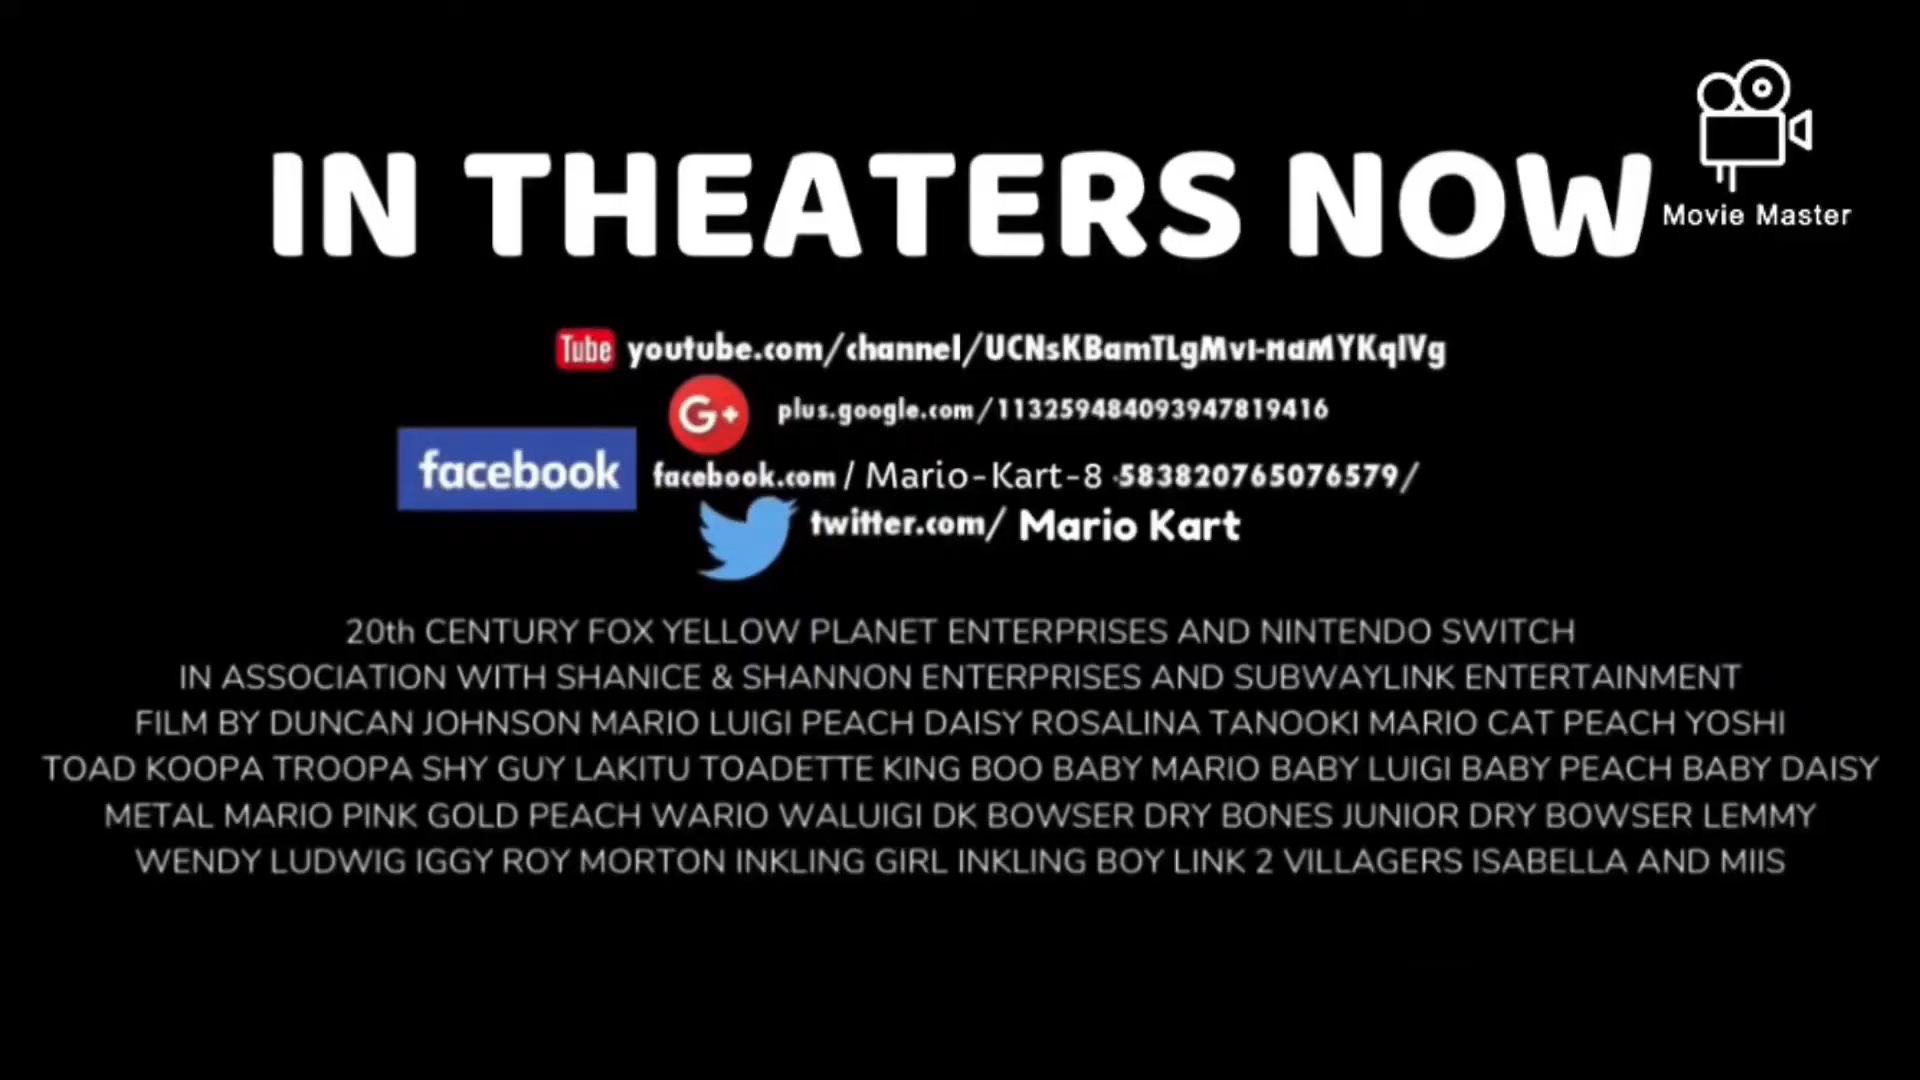 IN THEATERS NOW
Movie Master
Tube youtube.com/channel/
G+ plus.google.com/113259484093947819416
facebook facebook.com / Mario-Kart-8 -583820765076579/
twitter.com/ Mario Kart
20th CENTURY FOX YELLOW PLANET ENTERPRISES AND NINTENDO SWITCH
IN ASSOCIATION WITH SHANICE & SHANNON ENTERPRISES AND SUBWAYLINK ENTERTAINMENT
FILM BY DUNCAN JOHNSON MARIO LUIGI PEACH DAISY ROSALINA TANOOKI MARIO CAT PEACH YOSHI
TOAD KOOPA TROOPA SHY GUY LAKITU TOADETTE KING BOO BABY MARIO BABY LUIGI BABY PEACH BABY DAISY
METAL MARIO PINK GOLD PEACH WARIO WALUIGI DK BOWSER DRY BONES JUNIOR DRY BOWSER LEMMY
WENDY LUDWIG IGGY ROY MORTON INKLING GIRL INKLING BOY LINK 2 VILLAGERS ISABELLA AND MIIS